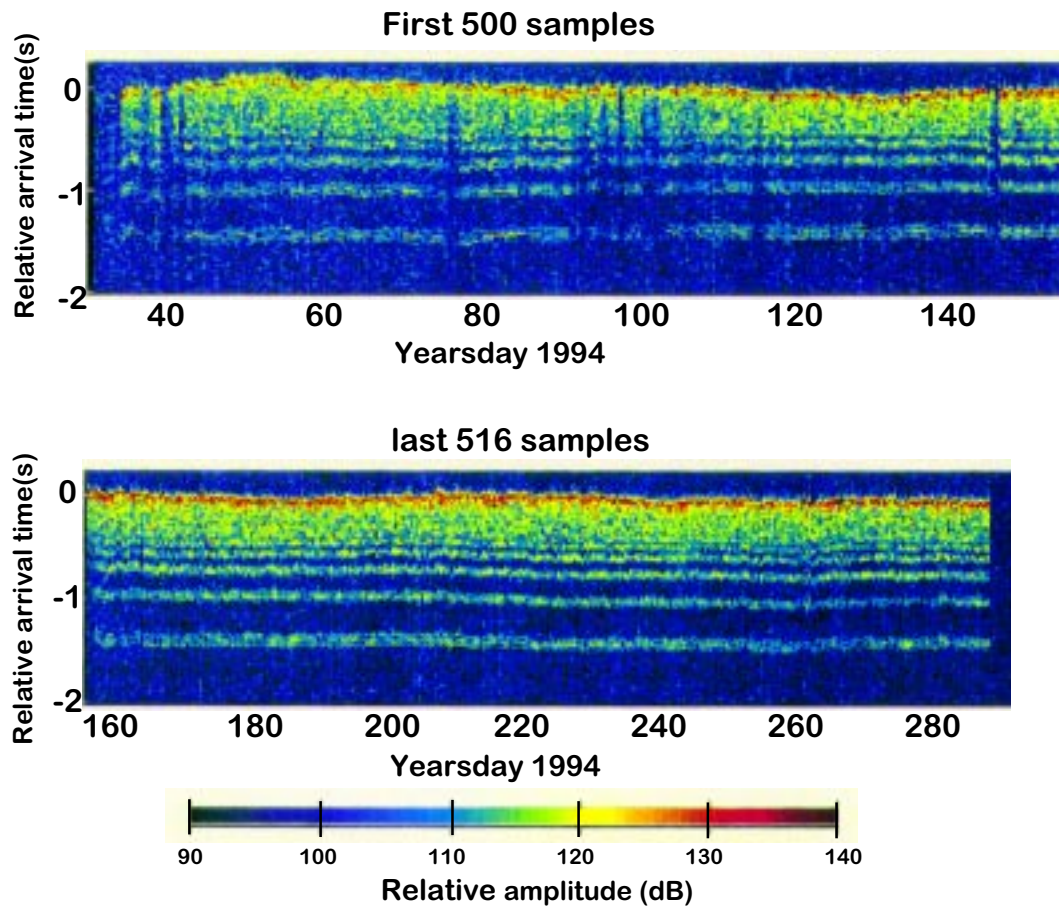 First 500 samples
Relative arrival time(s)
0
-1
-2
40 60 80 100 120 140
Yearsday 1994
last 516 samples
Relative arrival time(s)
0
-1
-2
160 180 200 220 240 260 280
Yearsday 1994
90 100 110 120 130 140
Relative amplitude (dB)